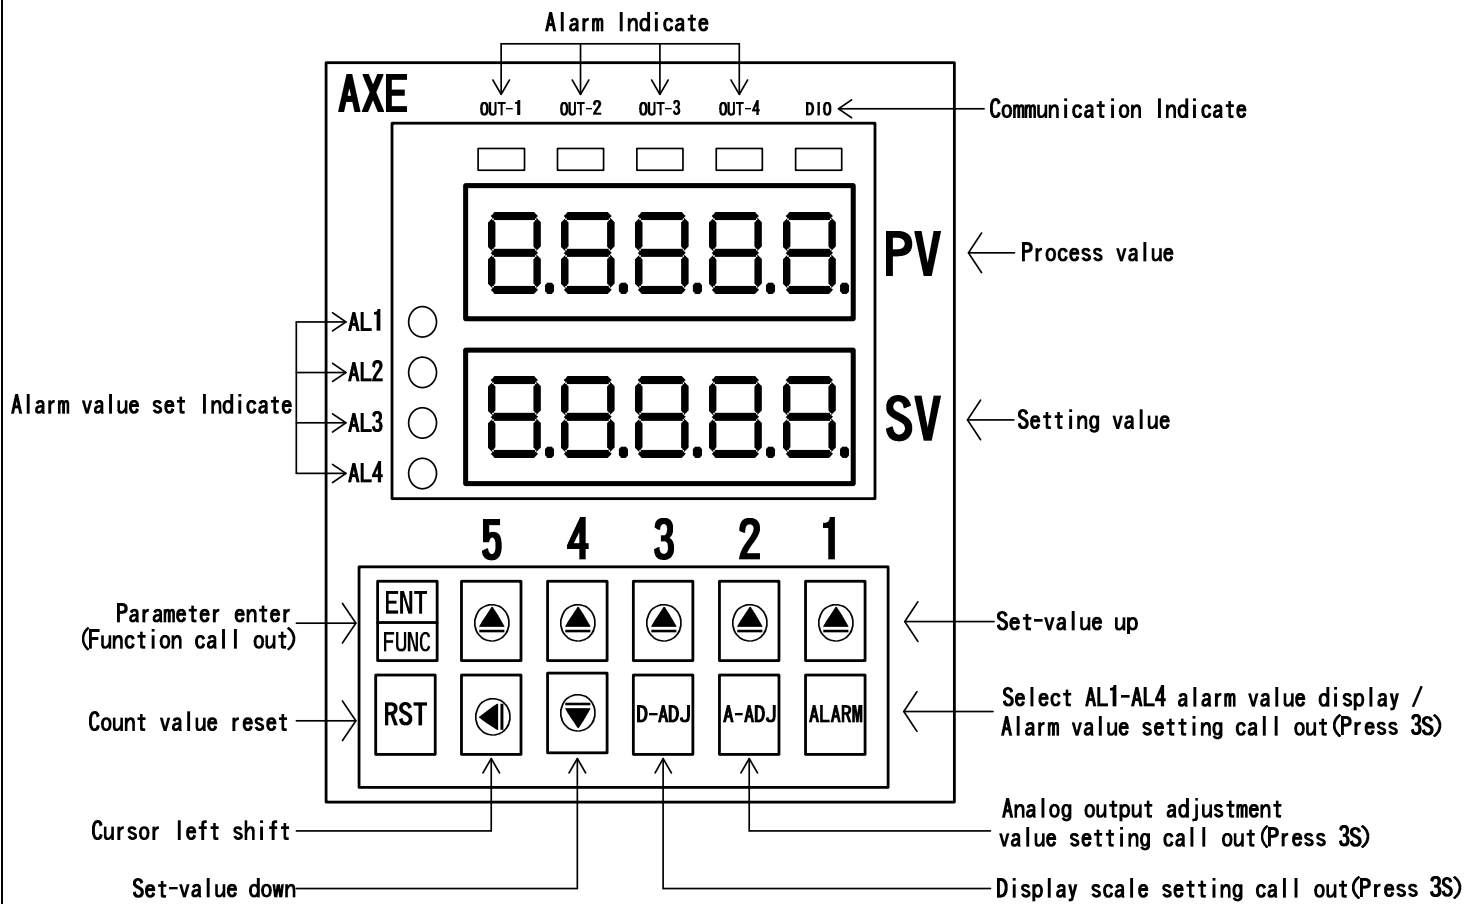 Alarm Indicate
AXE
OUT-1 OUT-2 OUT-3 OUT-4 DIO
Communication Indicate
8.8.8.8.8.
PV
Process value
AL1
AL2
Alarm value set Indicate
AL3
AL4
8.8.8.8.8.
SV
Setting value
5 4 3 2 1
Parameter enter
(Function call out)
ENT
FUNC
Set-value up
Count value reset
RST
D-ADJ
A-ADJ
ALARM
Select AL1-AL4 alarm value display /
Alarm value setting call out(Press 3S)
Cursor left shift
Analog output adjustment
value setting call out(Press 3S)
Set-value down
Display scale setting call out(Press 3S)